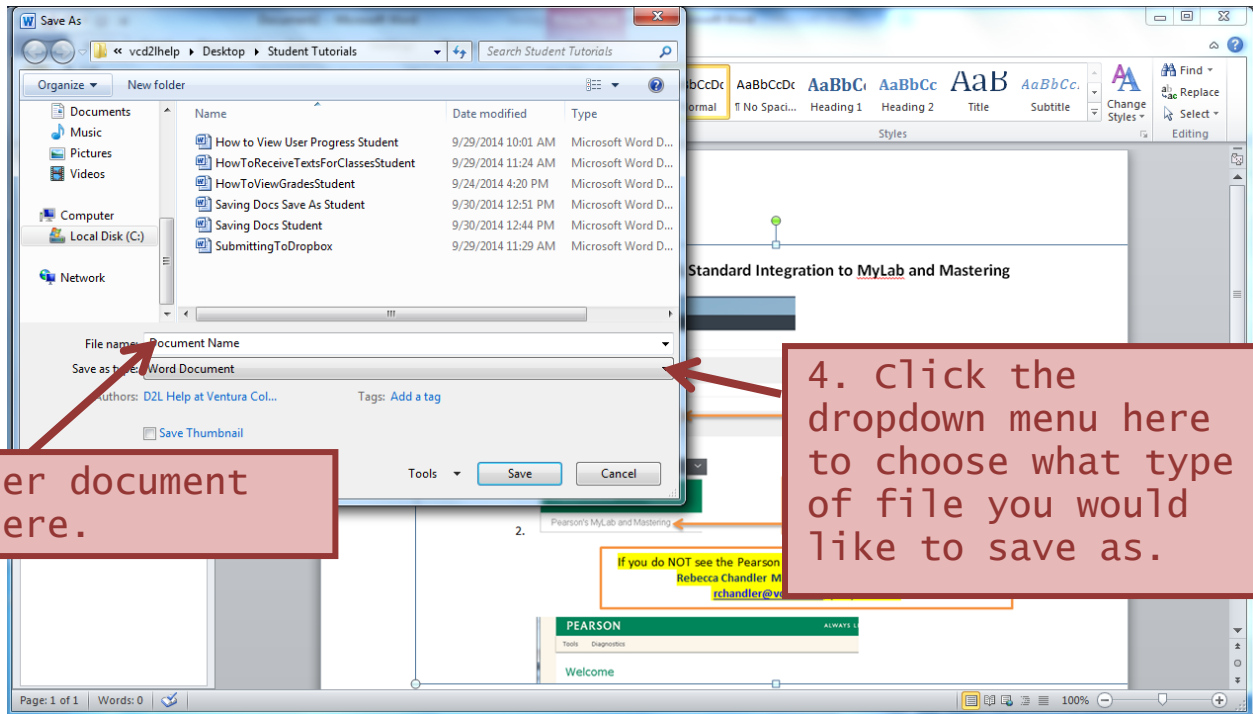 Save As
« vcd2lhelp ▸ Desktop ▸ Student Tutorials
Search Student Tutorials
Organize
New folder
Documents
Music
Pictures
Videos
Computer
Local Disk (C:)
Network
Name Date modified Type
How to View User Progress Student 9/29/2014 10:01 AM Microsoft Word D...
HowToReceiveTextsForClassesStudent 9/29/2014 11:24 AM Microsoft Word D...
HowToViewGradesStudent 9/24/2014 4:20 PM Microsoft Word D...
Saving Docs Save As Student 9/30/2014 12:51 PM Microsoft Word D...
Saving Docs Student 9/30/2014 12:44 PM Microsoft Word D...
SubmittingToDropbox 9/29/2014 11:29 AM Microsoft Word D...
File name: Document Name
Save as type: Word Document
Authors: D2L Help at Ventura Col... Tags: Add a tag
Save Thumbnail
Tools Save Cancel
er document
ere.
AaBbCcDc AaBbC AaBbCc AaB AaBbCc.
¶ No Spaci... Heading 1 Heading 2 Title Subtitle
Change
Styles
Styles
Find
Replace
Select
Editing
Standard Integration to MyLab and Mastering
4. Click the
dropdown menu here
to choose what type
of file you would
like to save as.
2.
Pearson's MyLab and Mastering
If you do NOT see the Pearson
Rebecca Chandler M
rchandler@v
PEARSON
ALWAYS L
Tools Diagnostics
Welcome
Page: 1 of 1 Words: 0
100%